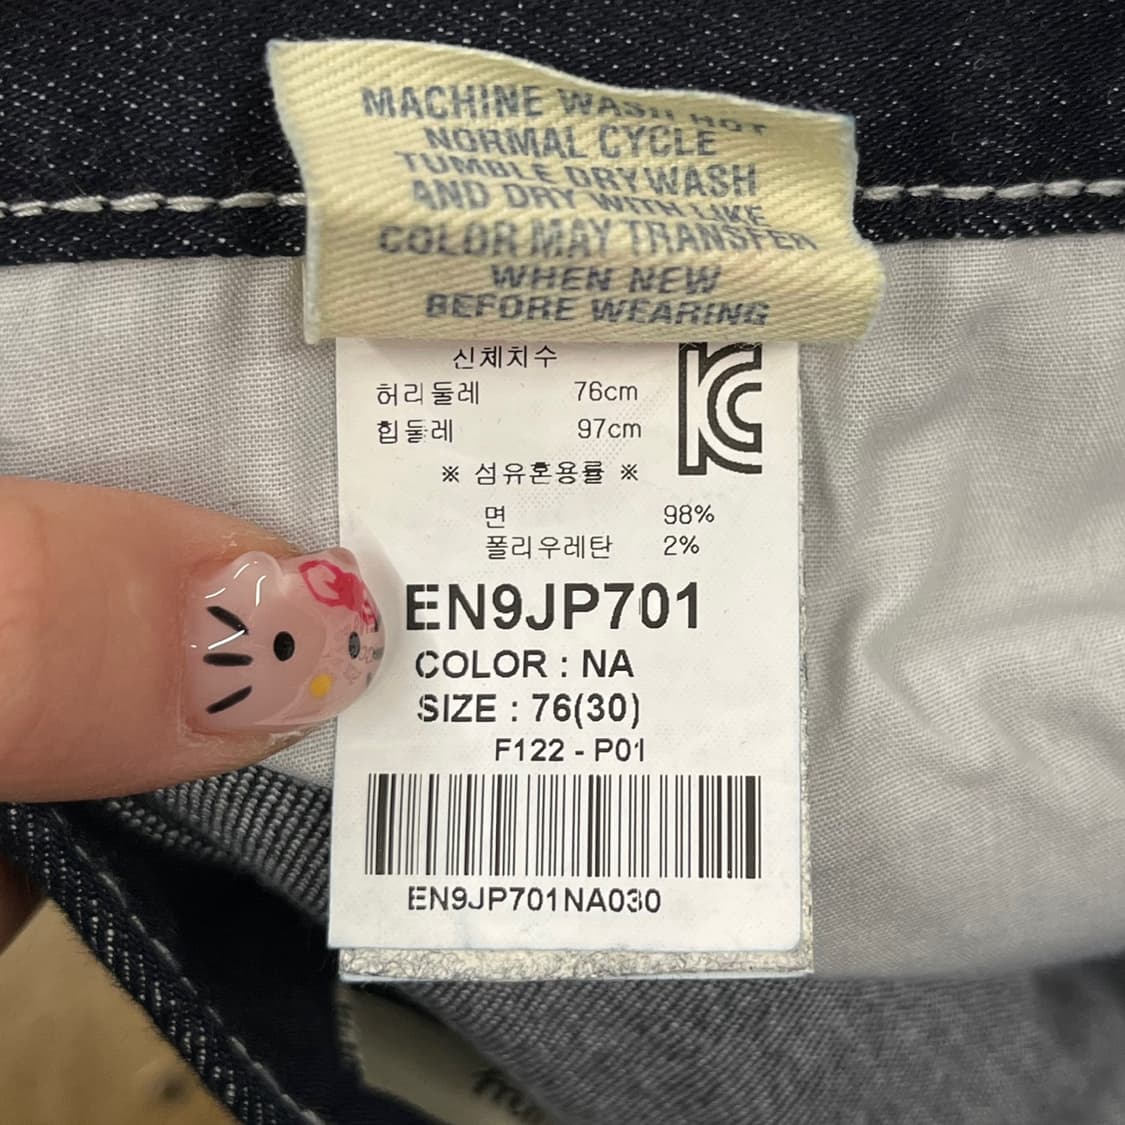 MACHINE WASH HOT
NORMAL CYCLE
TUMBLE DRY WASH
AND DRY WITH LIKE
COLOR MAY TRANSFER
WHEN NEW
BEFORE WEARING
신체치수
허리둘레 76cm
힙둘레 97cm
※ 섬유혼용률 ※
면 98%
폴리우레탄 2%
EN9JP701
COLOR : NA
SIZE : 76(30)
F122 - P01
EN9JP701NA030